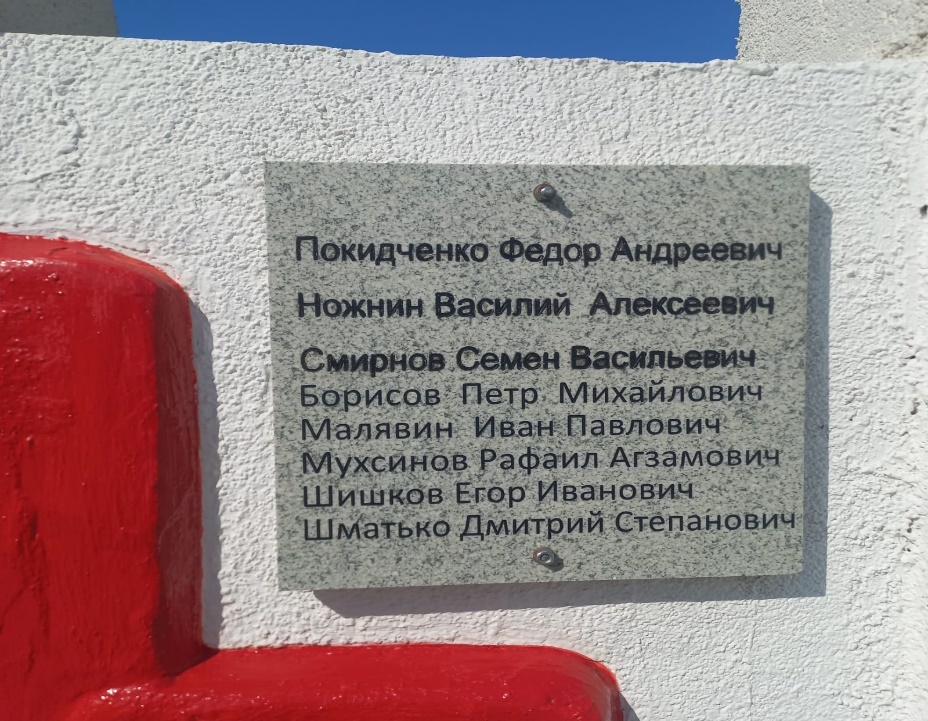 Покидченко Федор Андреевич
Ножнин Василий Алексеевич
Смирнов Семен Васильевич
Борисов Петр Михайлович
Малявин Иван Павлович
Мухсинов Рафаил Агзамович
Шишков Егор Иванович
Шматько Дмитрий Степанович